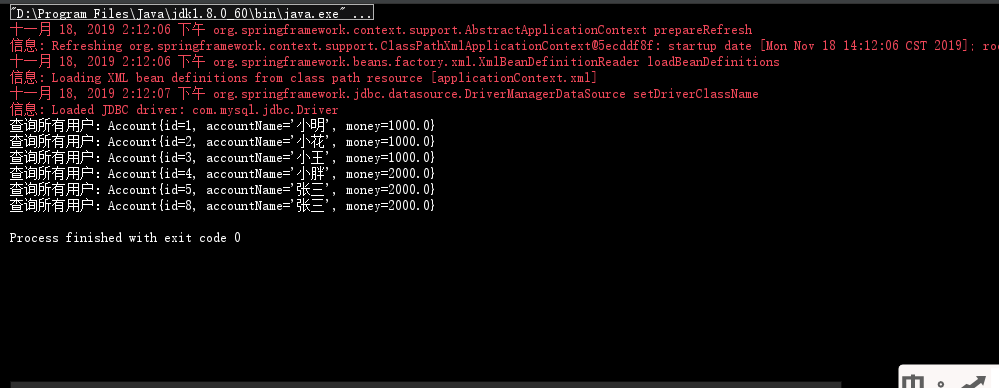 "D:\Program Files\Java\jdk1.8.0_60\bin\java.exe" ...
十一月 18, 2019 2:12:06 下午 org.springframework.context.support.AbstractApplicationContext prepareRefresh
信息: Refreshing org.springframework.context.support.ClassPathXmlApplicationContext@5ecddf8f: startup date [Mon Nov 18 14:12:06 CST 2019]; roo
十一月 18, 2019 2:12:06 下午 org.springframework.beans.factory.xml.XmlBeanDefinitionReader loadBeanDefinitions
信息: Loading XML bean definitions from class path resource [applicationContext.xml]
十一月 18, 2019 2:12:07 下午 org.springframework.jdbc.datasource.DriverManagerDataSource setDriverClassName
信息: Loaded JDBC driver: com.mysql.jdbc.Driver
查询所有用户: Account{id=1, accountName='小明', money=1000.0}
查询所有用户: Account{id=2, accountName='小花', money=1000.0}
查询所有用户: Account{id=3, accountName='小王', money=1000.0}
查询所有用户: Account{id=4, accountName='小胖', money=2000.0}
查询所有用户: Account{id=5, accountName='张三', money=2000.0}
查询所有用户: Account{id=8, accountName='张三', money=2000.0}
Process finished with exit code 0